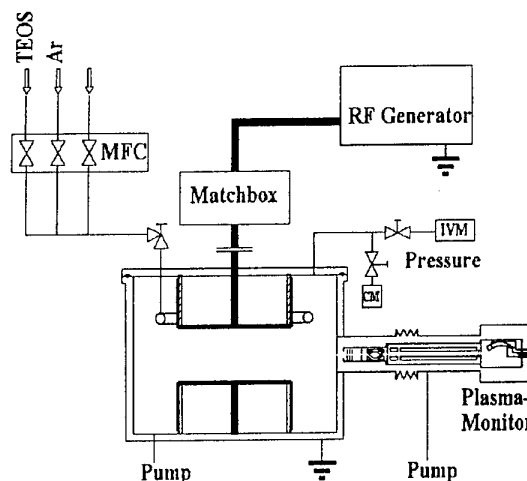 TEOS
Ar
MFC
RF Generator
Matchbox
IVM
Pressure
CM
Plasma-
Monitor
Pump
Pump